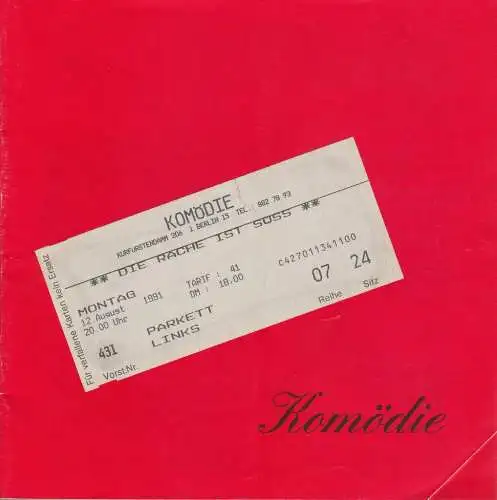 KOMÖDIE
KURFÜRSTENDAMM 206 1 BERLIN 15 TEL. 882 78 93
** DIE RACHE IST SÜSS **
MONTAG
12 August 1991
20.00 Uhr
TARIF : 41
DM : 18.00
C427011341100
07 24
Reihe Sitz
431
PARKETT
LINKS
Vorst.Nr.
Für verfallene Karten kein Ersatz
Komödie